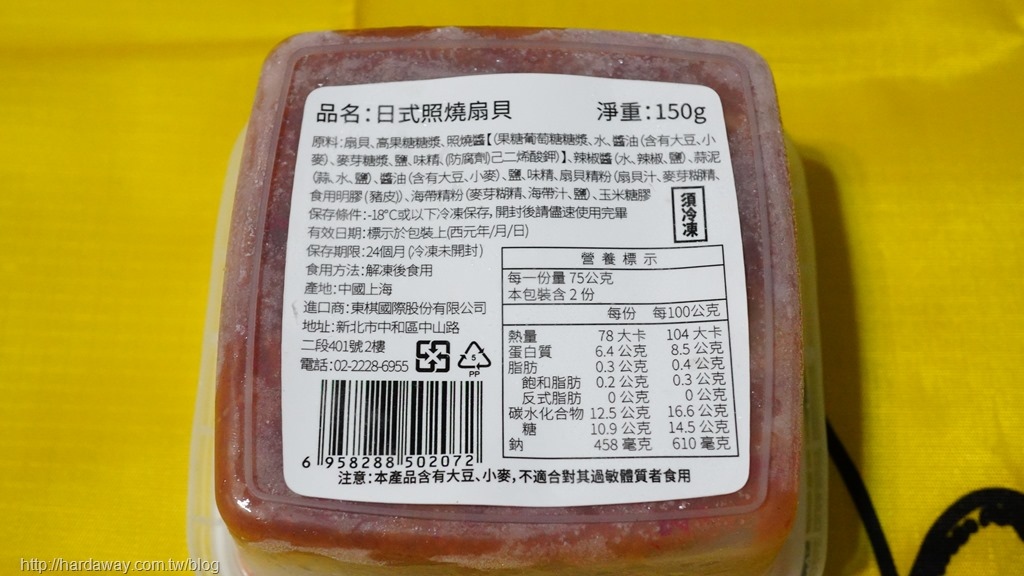 品名:日式照燒扇貝 淨重:150g
原料:扇貝、高果糖糖漿、照燒醬【(果糖葡萄糖糖漿、水、醬油(含有大豆、小
麥)、麥芽糖漿、鹽、味精、(防腐劑)己二烯酸鉀)】、辣椒醬(水、辣椒、鹽)、蒜泥
(蒜、水、鹽)、醬油(含有大豆、小麥)、鹽、味精、扇貝精粉(扇貝汁、麥芽糊精、
食用明膠(豬皮))、海帶精粉(麥芽糊精、海帶汁、鹽)、玉米糖膠
保存條件:-18°C或以下冷凍保存,開封後請儘速使用完畢
有效日期:標示於包裝上(西元年/月/日)
保存期限:24個月(冷凍未開封)
食用方法:解凍後食用
產地:中國上海
進口商:東棋國際股份有限公司
地址:新北市中和區中山路
二段401號2樓
電話:02-2228-6955
5
PP
須冷凍
營養標示
每一份量 75公克
本包裝含 2 份
每份 每100公克
熱量 78 大卡 104 大卡
蛋白質 6.4 公克 8.5 公克
脂肪 0.3 公克 0.4 公克
飽和脂肪 0.2 公克 0.3 公克
反式脂肪 0 公克 0 公克
碳水化合物 12.5 公克 16.6 公克
糖 10.9 公克 14.5 公克
鈉 458 毫克 610 毫克
6 958288 502072
注意:本產品含有大豆、小麥,不適合對其過敏體質者食用
http://hardaway.com.tw/blog